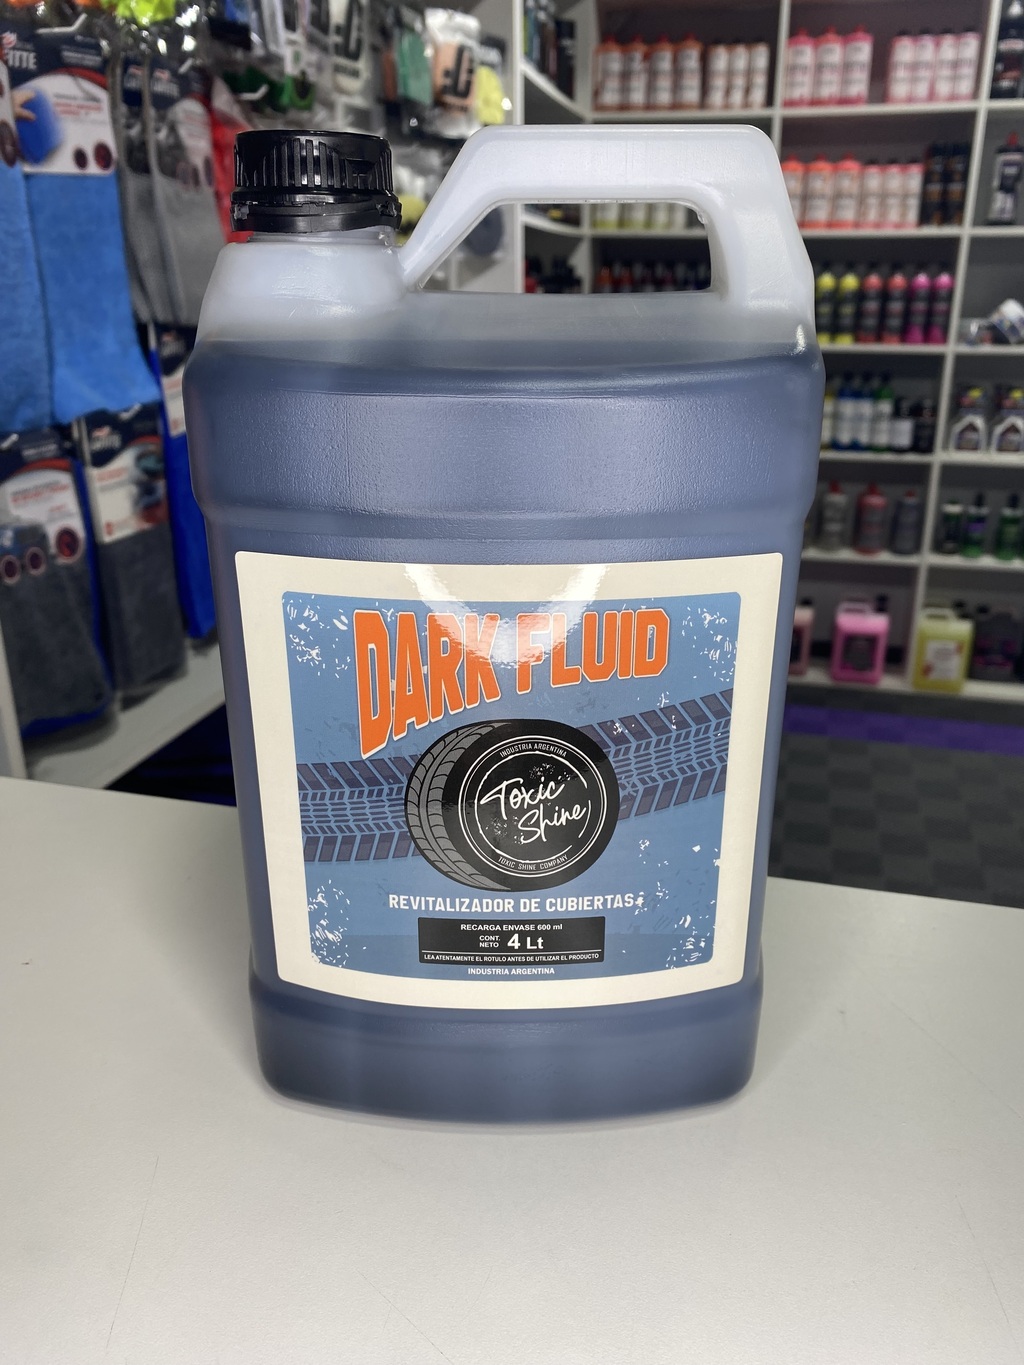 DARK FLUID
INDUSTRIA ARGENTINA
Toxic
Shine
TOXIC SHINE COMPANY
REVITALIZADOR DE CUBIERTAS
RECARGA ENVASE 600 ml
CONT. NETO 4 Lt
LEA ATENTAMENTE EL ROTULO ANTES DE UTILIZAR EL PRODUCTO
INDUSTRIA ARGENTINA